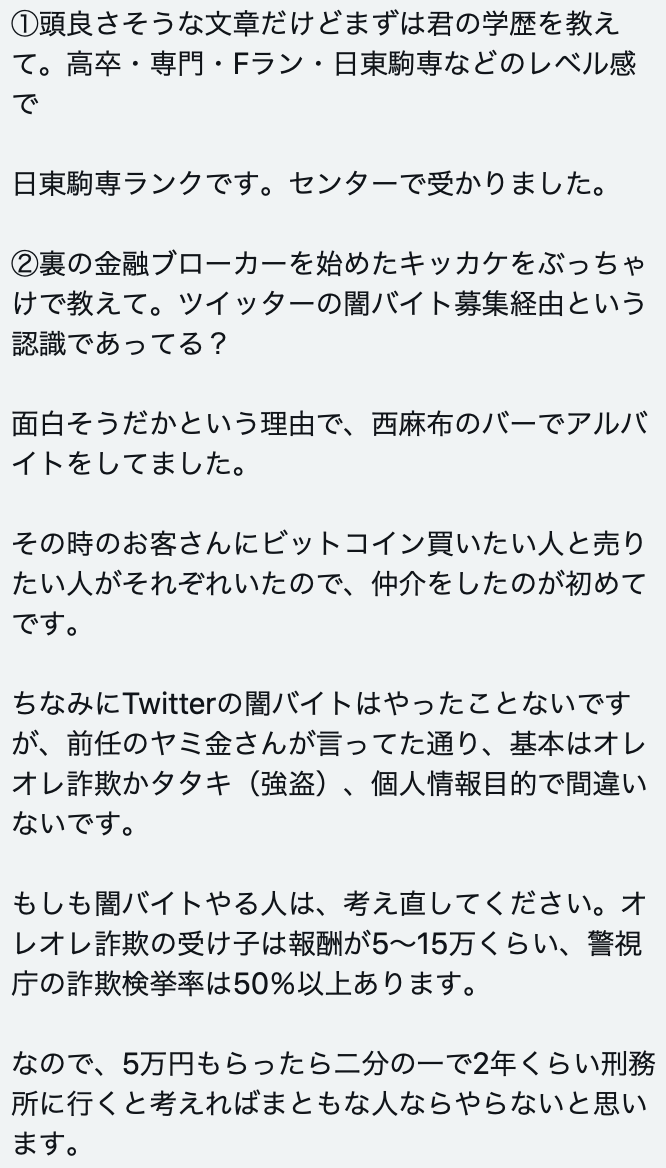 ①頭良さそうな文章だけどまずは君の学歴を教え
て。高卒・専門・Fラン・日東駒専などのレベル感
で
日東駒専ランクです。センターで受かりました。
②裏の金融ブローカーを始めたキッカケをぶっちゃ
けで教えて。ツイッターの闇バイト募集経由という
認識であってる？
面白そうだかという理由で、西麻布のバーでアルバ
イトをしてました。
その時のお客さんにビットコイン買いたい人と売り
たい人がそれぞれいたので、仲介をしたのが初めて
です。
ちなみにTwitterの闇バイトはやったことないです
が、前任のヤミ金さんが言ってた通り、基本はオレ
オレ詐欺かタタキ（強盗）、個人情報目的で間違い
ないです。
もしも闇バイトやる人は、考え直してください。オ
レオレ詐欺の受け子は報酬が5〜15万くらい、警視
庁の詐欺検挙率は50％以上あります。
なので、5万円もらったら二分の一で2年くらい刑務
所に行くと考えればまともな人ならやらないと思い
ます。